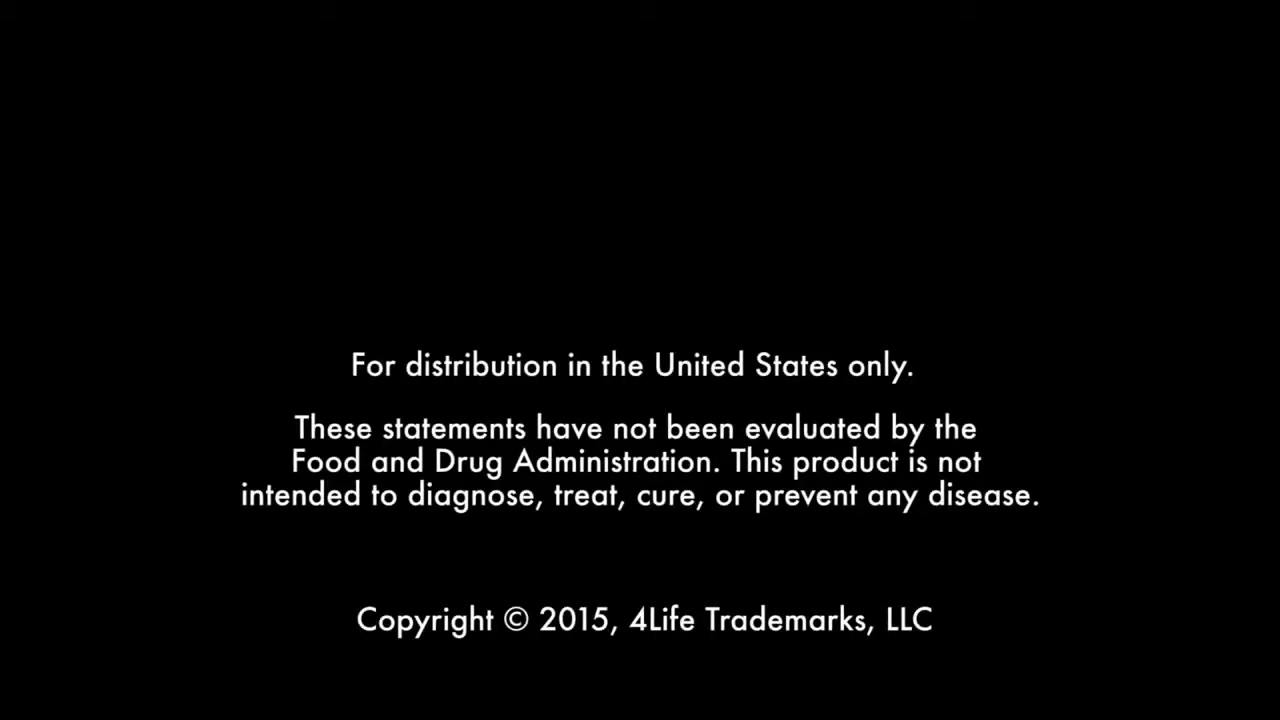 For distribution in the United States only.
These statements have not been evaluated by the
Food and Drug Administration. This product is not
intended to diagnose, treat, cure, or prevent any disease.
Copyright © 2015, 4Life Trademarks, LLC